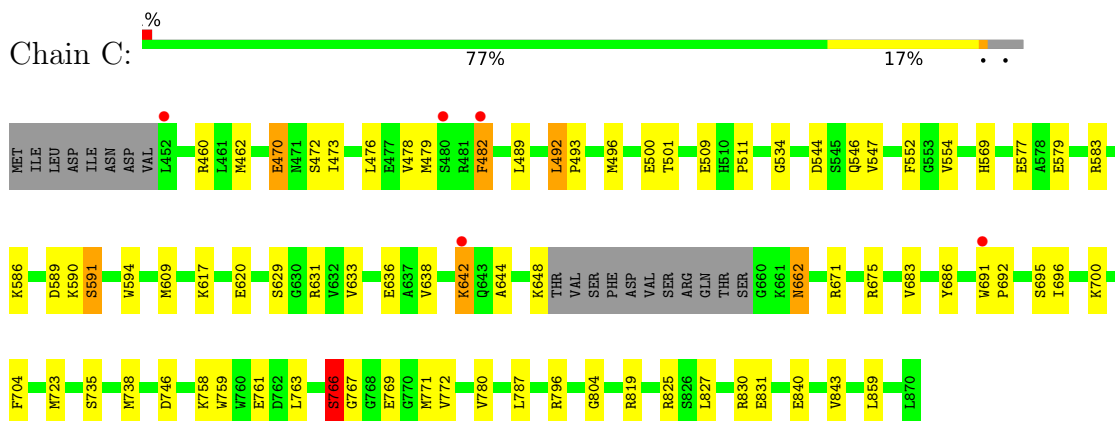 %
Chain C:
77% 17% . .
MET ILE LEU ASP ILE ASN ASP VAL L452 R460 L461 M462 E470 N471 S472 I473 L476 E477 V478 M479 S480 R481 F482 L489 L492 P493 M496 E500 T501 E509 H510 P511 G534 D544 S545 Q546 V547 F552 G553 V554 H569 E577 A578 E579 R583
K586 D589 K590 S591 W594 M609 K617 E620 S629 G630 R631 V632 V633 E636 A637 V638 K642 Q643 A644 K648 THR VAL SER PHE ASP VAL SER ARG GLN THR SER G660 K661 N662 R671 R675 V683 Y686 W691 P692 S695 I696 K700
F704 M723 S735 M738 D746 K758 W759 W760 E761 D762 L763 S766 G767 G768 E769 G770 M771 V772 V780 L787 R796 G804 R819 R825 S826 L827 R830 E831 E840 V843 L859 L870